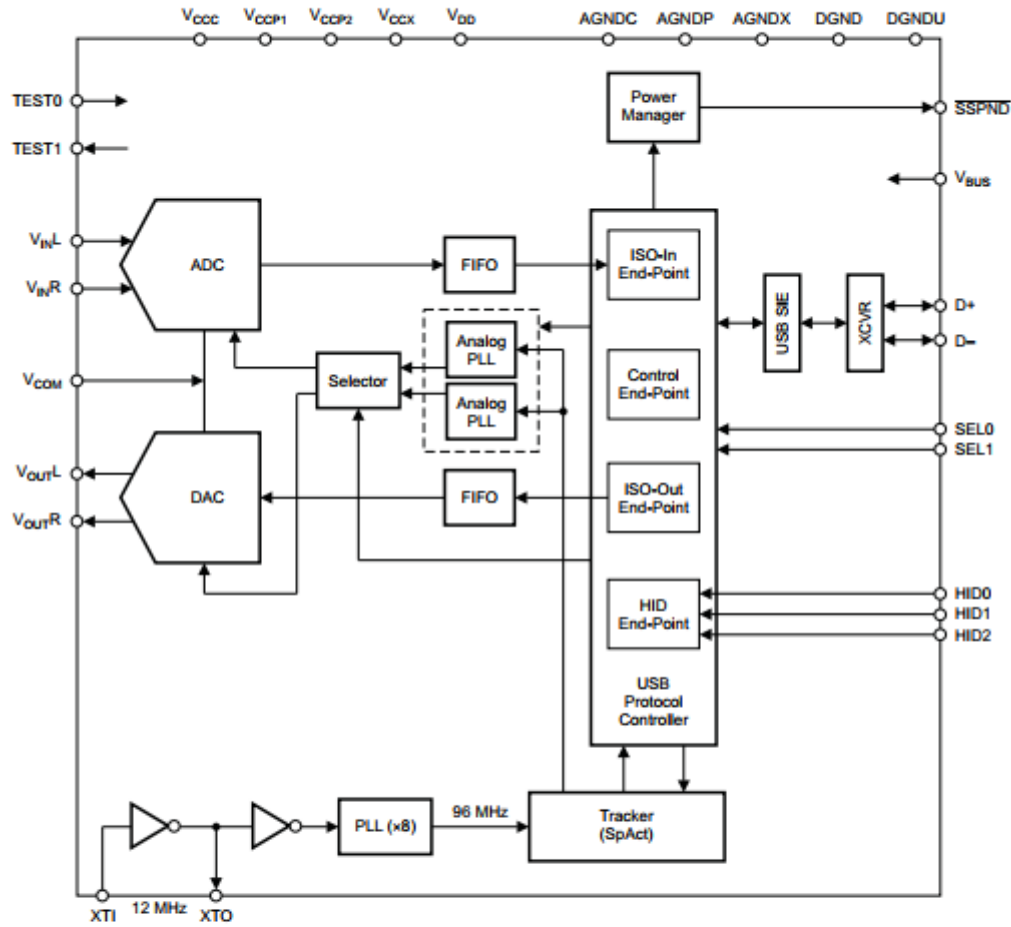 VCCC VCCP1 VCCP2 VCCX VDD AGNDC AGNDP AGNDX DGND DGNDU
TEST0
Power
Manager
SSPND
TEST1
VBUS
VINL
ADC
FIFO
ISO-In
End-Point
VINR
USB SIE
XCVR
D+
D–
Analog
PLL
Selector
VCOM
Analog
PLL
Control
End-Point
SEL0
SEL1
VOUTL
DAC
FIFO
ISO-Out
End-Point
VOUTR
HID
End-Point
HID0
HID1
HID2
USB
Protocol
Controller
PLL (×8)
96 MHz
Tracker
(SpAct)
XTI
12 MHz
XTO